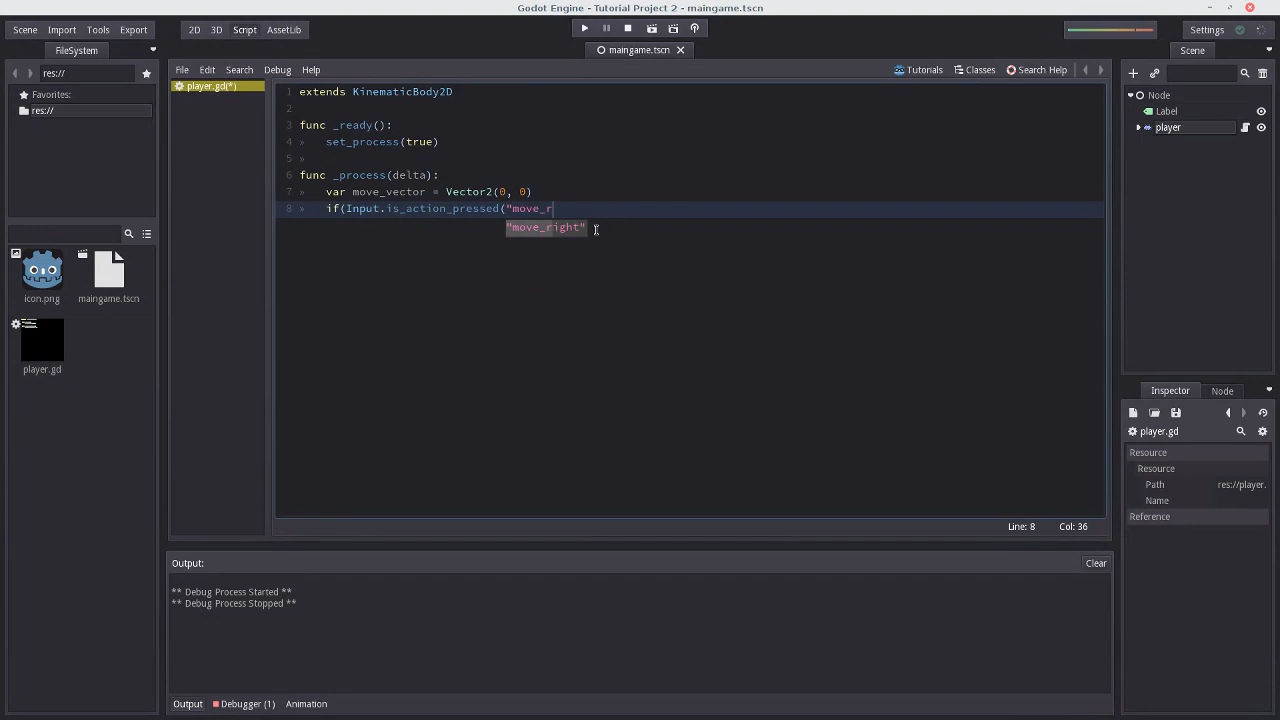 Godot Engine - Tutorial Project 2 - maingame.tscn
Scene Import Tools Export
2D 3D Script AssetLib
Settings
FileSystem
maingame.tscn
Scene
res://
File Edit Search Debug Help
Tutorials Classes Search Help
Favorites:
res://
player.gd(*)
1 extends KinematicBody2D
2
3 func _ready():
4 » set_process(true)
5 »
6 func _process(delta):
7 » var move_vector = Vector2(0, 0)
8 » if(Input.is_action_pressed("move_r
"move_right"
Line: 8 Col: 36
icon.png
maingame.tscn
player.gd
Node
Label
player
Inspector Node
player.gd
Resource
Resource
Path res://player.
Name
Reference
Output:
Clear
** Debug Process Started **
** Debug Process Stopped **
Output Debugger (1) Animation